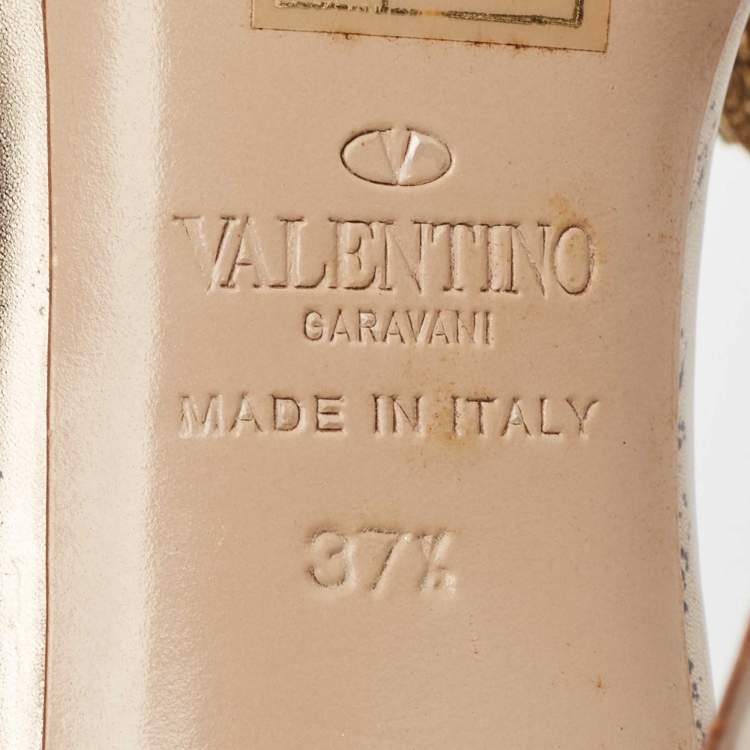 V
VALENTINO
GARAVANI
MADE IN ITALY
37½